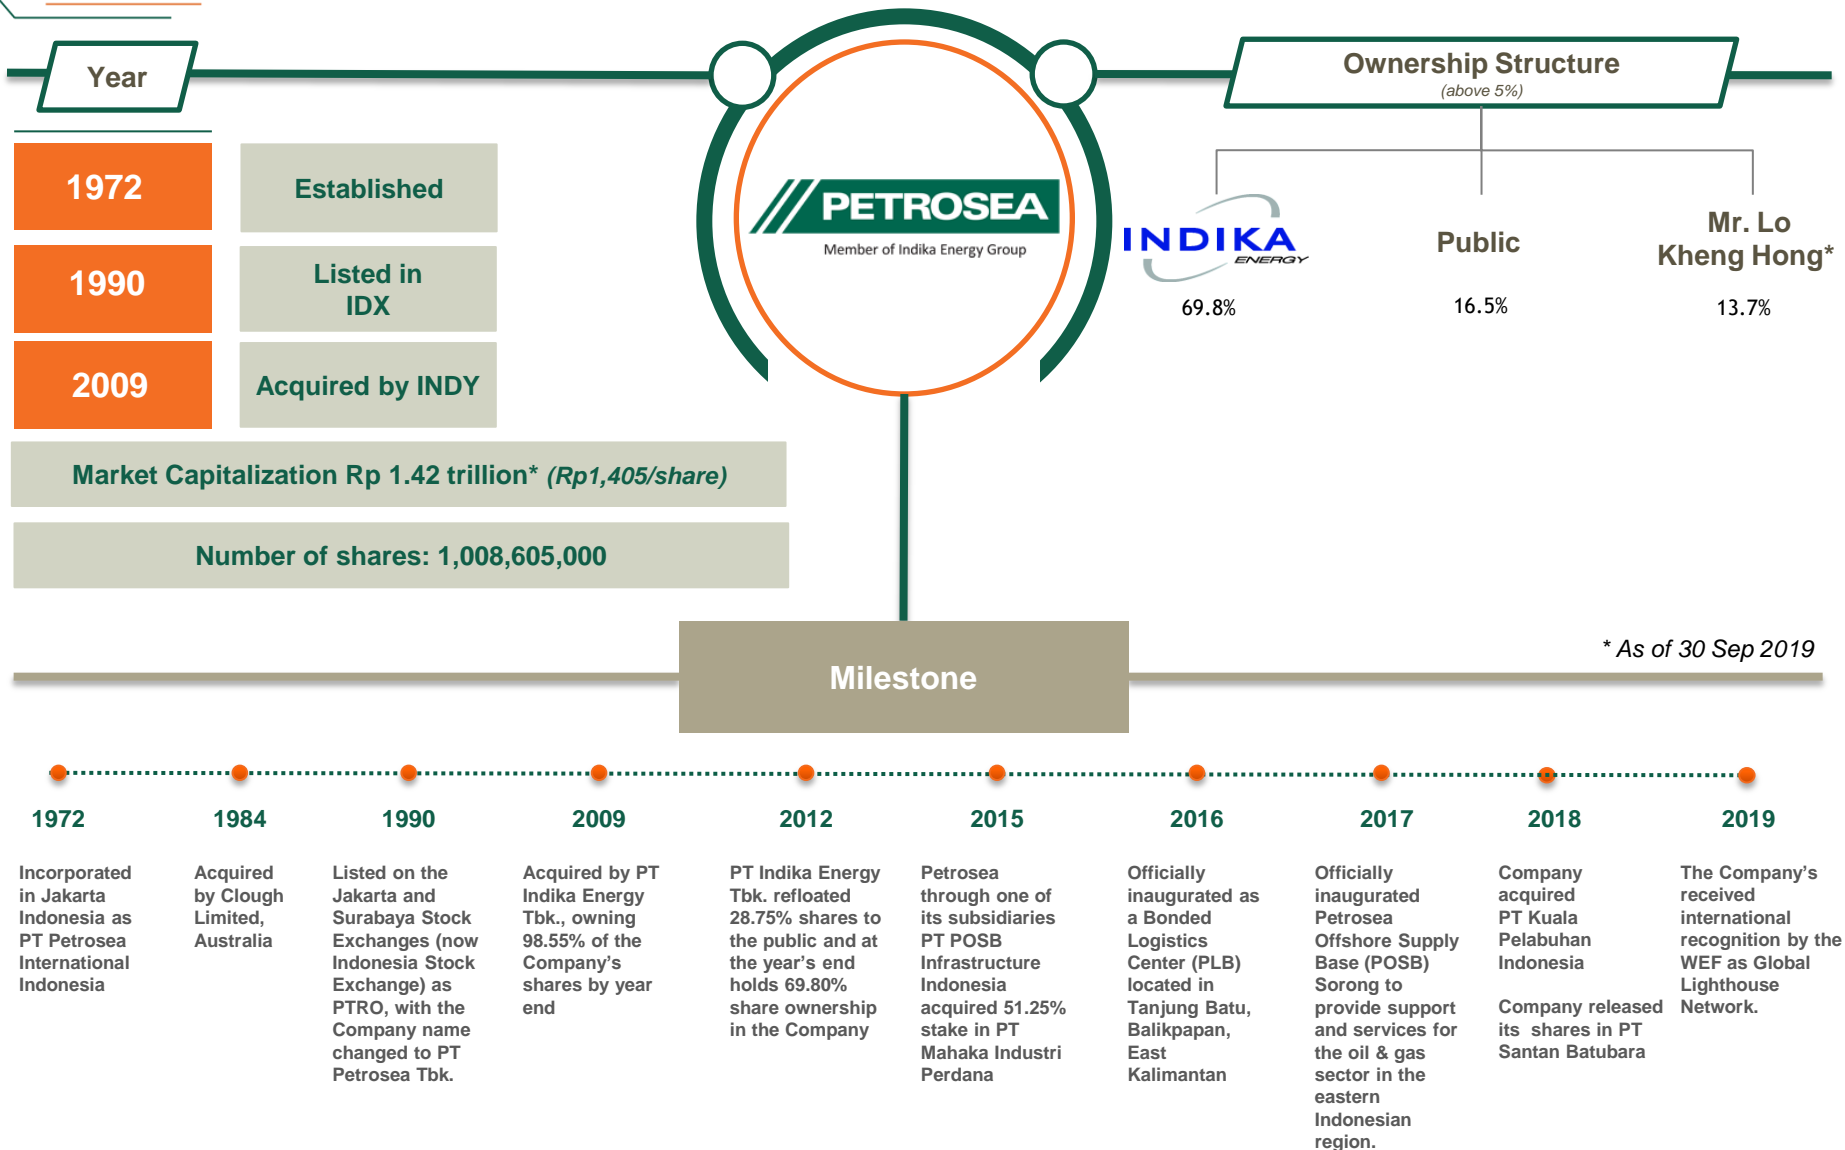 Year
1972
Established
1990
Listed in
IDX
2009
Acquired by INDY
Market Capitalization Rp 1.42 trillion* (Rp1,405/share)
Number of shares: 1,008,605,000
PETROSEA
Member of Indika Energy Group
Ownership Structure
(above 5%)
INDIKA
ENERGY
69.8%
Public
16.5%
Mr. Lo
Kheng Hong*
13.7%
* As of 30 Sep 2019
Milestone
1972
Incorporated
in Jakarta
Indonesia as
PT Petrosea
International
Indonesia
1984
Acquired
by Clough
Limited,
Australia
1990
Listed on the
Jakarta and
Surabaya Stock
Exchanges (now
Indonesia Stock
Exchange) as
PTRO, with the
Company name
changed to PT
Petrosea Tbk.
2009
Acquired by PT
Indika Energy
Tbk., owning
98.55% of the
Company’s
shares by year
end
2012
PT Indika Energy
Tbk. refloated
28.75% shares to
the public and at
the year’s end
holds 69.80%
share ownership
in the Company
2015
Petrosea
through one of
its subsidiaries
PT POSB
Infrastructure
Indonesia
acquired 51.25%
stake in PT
Mahaka Industri
Perdana
2016
Officially
inaugurated as
a Bonded
Logistics
Center (PLB)
located in
Tanjung Batu,
Balikpapan,
East
Kalimantan
2017
Officially
inaugurated
Petrosea
Offshore Supply
Base (POSB)
Sorong to
provide support
and services for
the oil & gas
sector in the
eastern
Indonesian
region.
2018
Company
acquired
PT Kuala
Pelabuhan
Indonesia
Company released
its shares in PT
Santan Batubara
2019
The Company’s
received
international
recognition by the
WEF as Global
Lighthouse
Network.